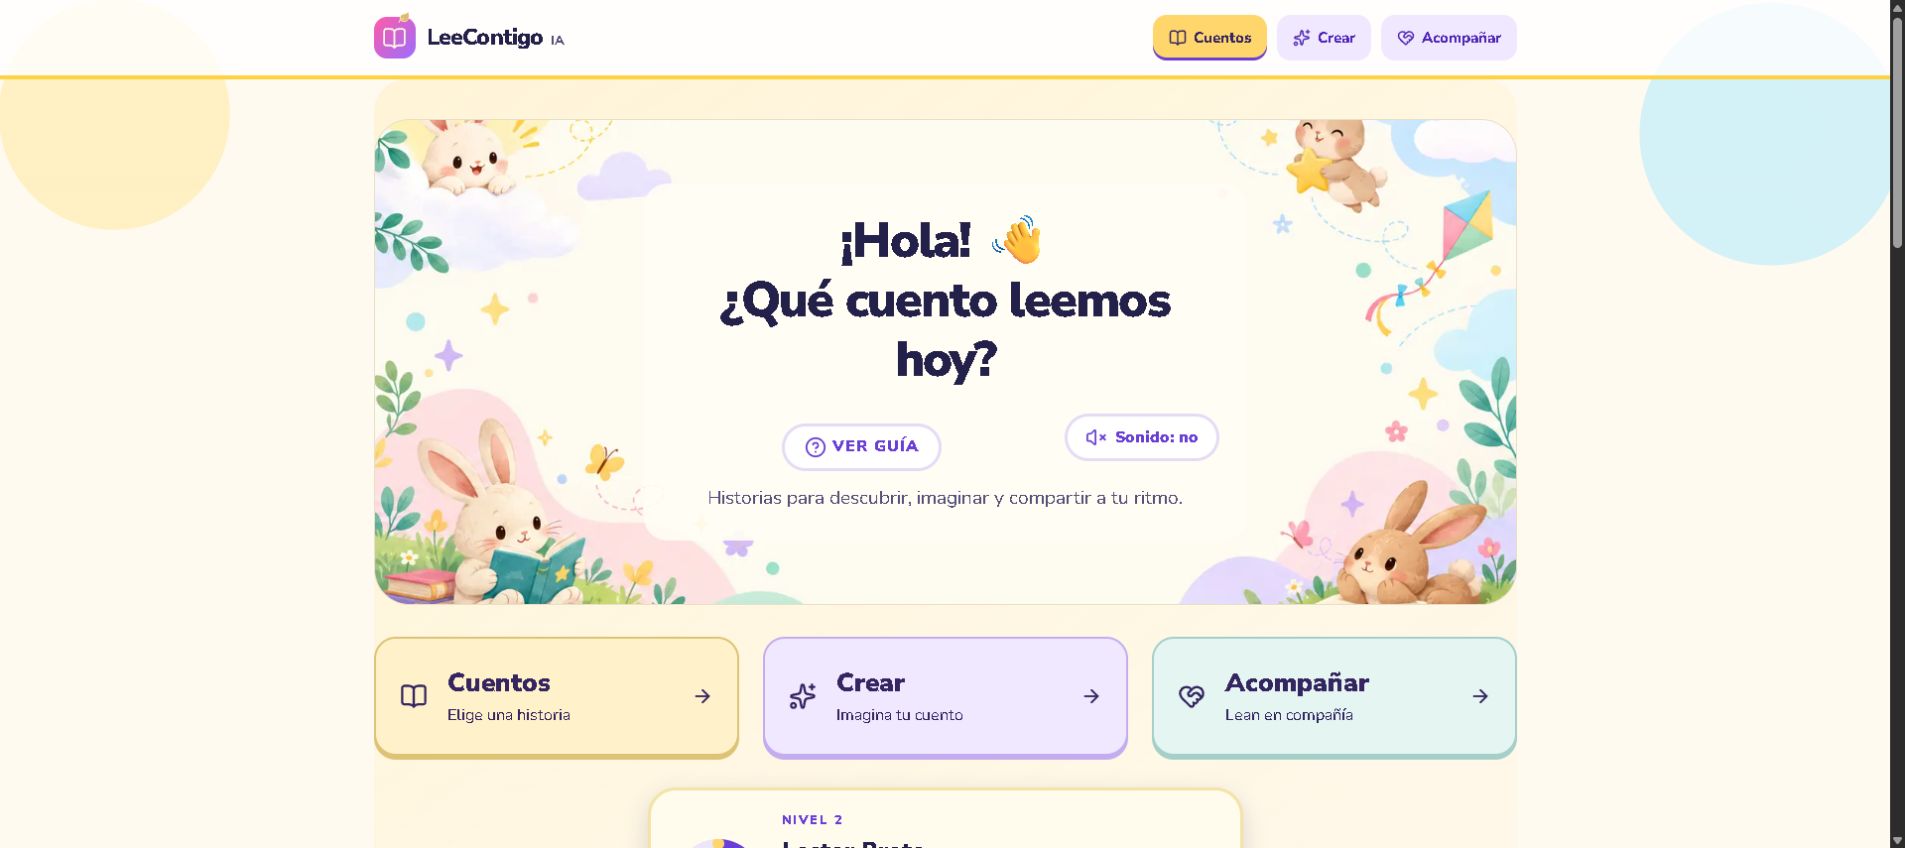 LeeContigo IA
Cuentos
Crear
Acompañar
¡Hola! 👋
¿Qué cuento leemos
hoy?
VER GUÍA
Sonido: no
Historias para descubrir, imaginar y compartir a tu ritmo.
Cuentos
Elige una historia
Crear
Imagina tu cuento
Acompañar
Lean en compañía
NIVEL 2